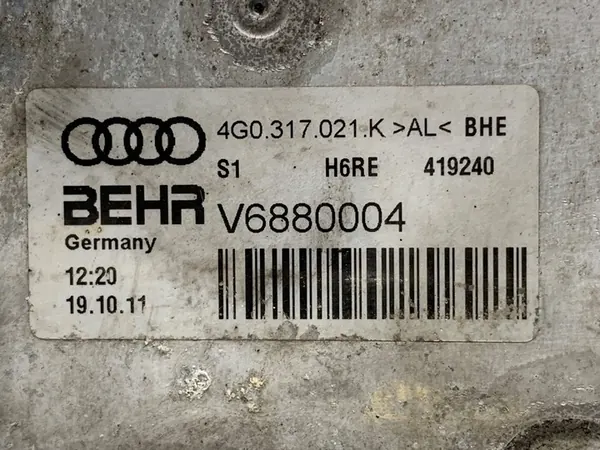 4G0.317.021.K >AL< BHE
S1 H6RE 419240
BEHR V6880004
Germany
12:20
19.10.11